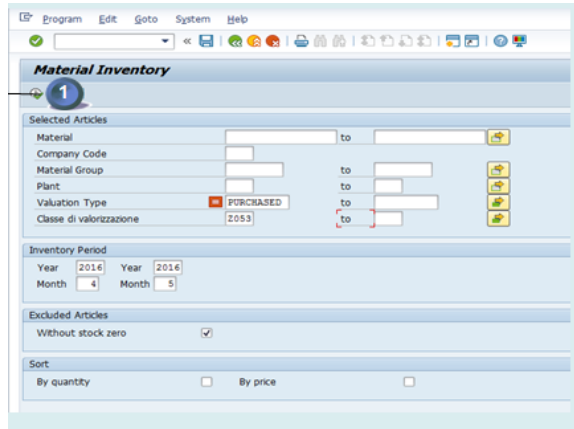 Program Edit Goto System Help
Material Inventory
1
Selected Articles
Material to
Company Code
Material Group to
Plant to
Valuation Type PURCHASED to
Classe di valorizzazione Z053 to
Inventory Period
Year 2016 Year 2016
Month 4 Month 5
Excluded Articles
Without stock zero
Sort
By quantity By price